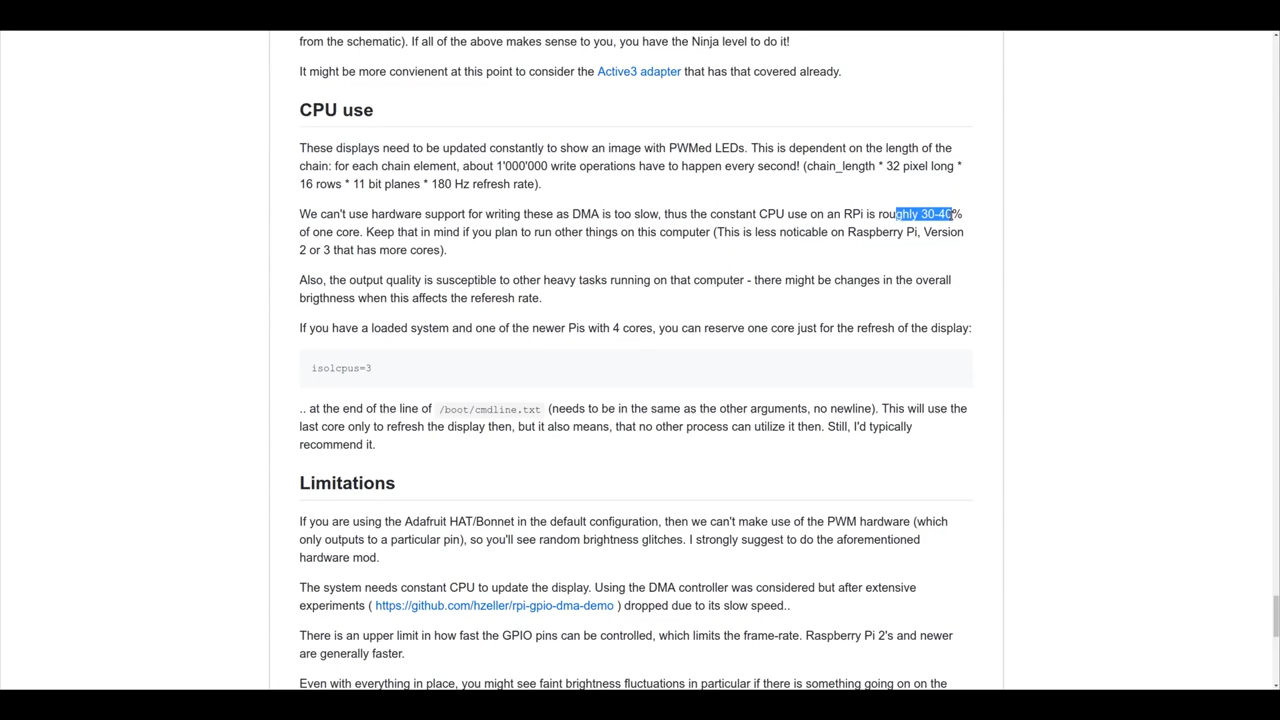 from the schematic). If all of the above makes sense to you, you have the Ninja level to do it!
It might be more convienent at this point to consider the Active3 adapter that has that covered already.
CPU use
These displays need to be updated constantly to show an image with PWMed LEDs. This is dependent on the length of the
chain: for each chain element, about 1'000'000 write operations have to happen every second! (chain_length * 32 pixel long *
16 rows * 11 bit planes * 180 Hz refresh rate).
We can't use hardware support for writing these as DMA is too slow, thus the constant CPU use on an RPi is roughly 30-40%
of one core. Keep that in mind if you plan to run other things on this computer (This is less noticable on Raspberry Pi, Version
2 or 3 that has more cores).
Also, the output quality is susceptible to other heavy tasks running on that computer - there might be changes in the overall
brigthness when this affects the referesh rate.
If you have a loaded system and one of the newer Pis with 4 cores, you can reserve one core just for the refresh of the display:
isolcpus=3
.. at the end of the line of /boot/cmdline.txt (needs to be in the same as the other arguments, no newline). This will use the
last core only to refresh the display then, but it also means, that no other process can utilize it then. Still, I'd typically
recommend it.
Limitations
If you are using the Adafruit HAT/Bonnet in the default configuration, then we can't make use of the PWM hardware (which
only outputs to a particular pin), so you'll see random brightness glitches. I strongly suggest to do the aforementioned
hardware mod.
The system needs constant CPU to update the display. Using the DMA controller was considered but after extensive
experiments ( https://github.com/hzeller/rpi-gpio-dma-demo ) dropped due to its slow speed..
There is an upper limit in how fast the GPIO pins can be controlled, which limits the frame-rate. Raspberry Pi 2's and newer
are generally faster.
Even with everything in place, you might see faint brightness fluctuations in particular if there is something going on on the